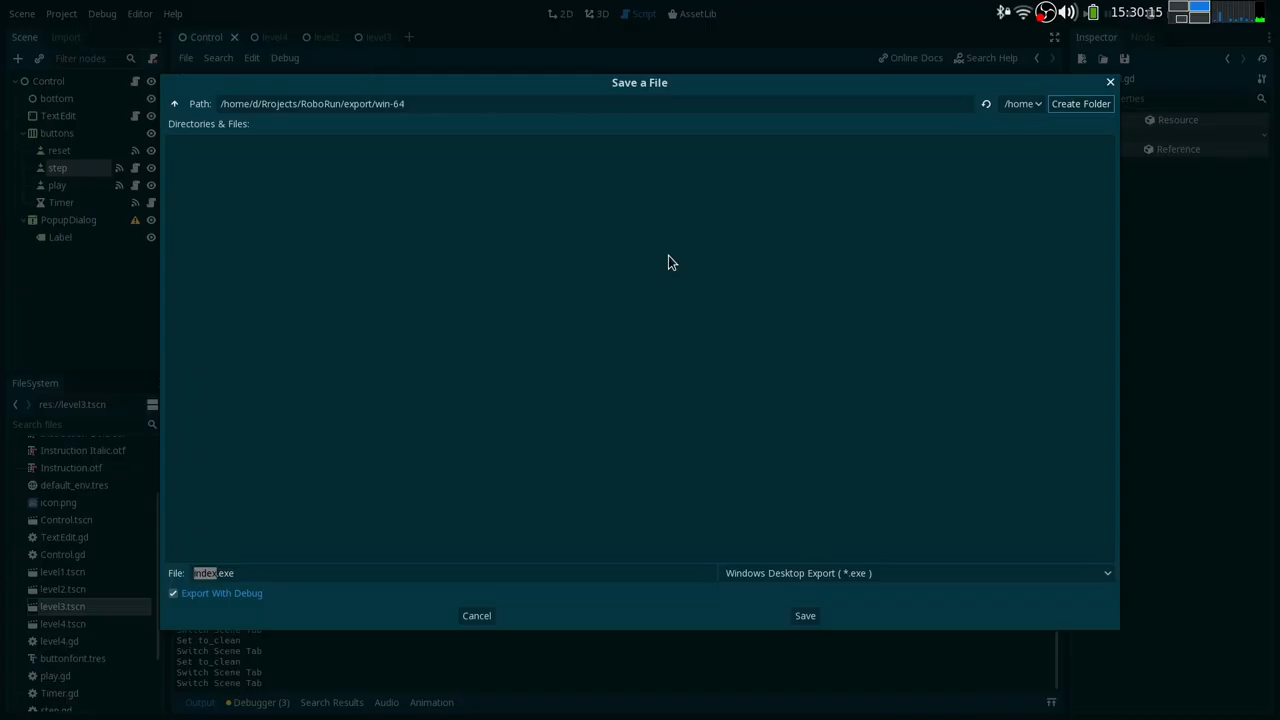 Scene Project Debug Editor Help
2D 3D Script AssetLib
15:30:15
Scene Import
Control level4 level2 level3
Inspector Node
Filter nodes
File Search Edit Debug
Online Docs Search Help
Save a File
.gd
Control
bottom
TextEdit
buttons
reset
step
play
Timer
PopupDialog
Label
Path: /home/d/Rrojects/RoboRun/export/win-64
/home
Create Folder
Directories & Files:
Resource
Reference
FileSystem
res://level3.tscn
Search files
Instruction Italic.otf
Instruction.otf
default_env.tres
icon.png
Control.tscn
TextEdit.gd
Control.gd
level1.tscn
level2.tscn
level3.tscn
level4.tscn
level4.gd
buttonfont.tres
play.gd
Timer.gd
step.gd
File: index.exe
Windows Desktop Export ( *.exe )
Export With Debug
Cancel Save
Switch Scene Tab
Set to_clean
Switch Scene Tab
Set to_clean
Switch Scene Tab
Switch Scene Tab
Output Debugger (3) Search Results Audio Animation